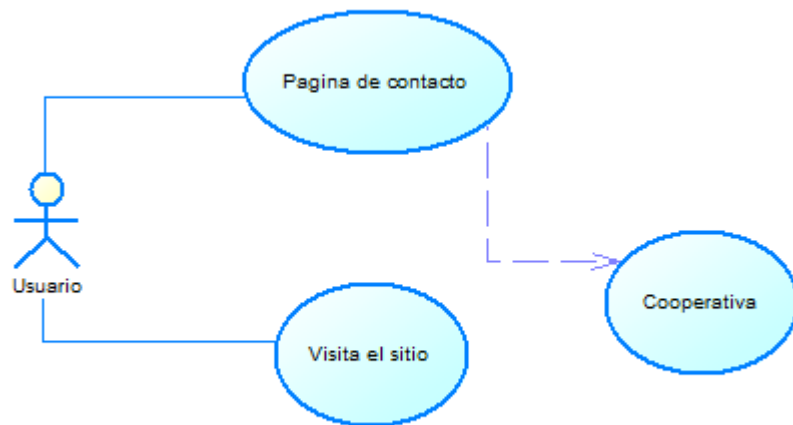 Pagina de contacto
Usuario
Cooperativa
Visita el sitio